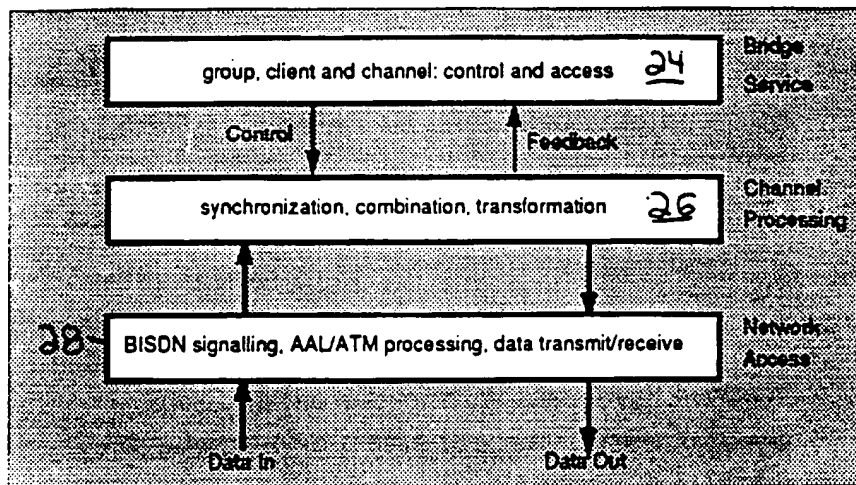 group, client and channel: control and access 24
Bridge
Service
Control
Feedback
synchronization, combination, transformation 26
Channel
Processing
28 BISDN signalling, AAL/ATM processing, data transmit/receive
Network
Access
Data In
Data Out